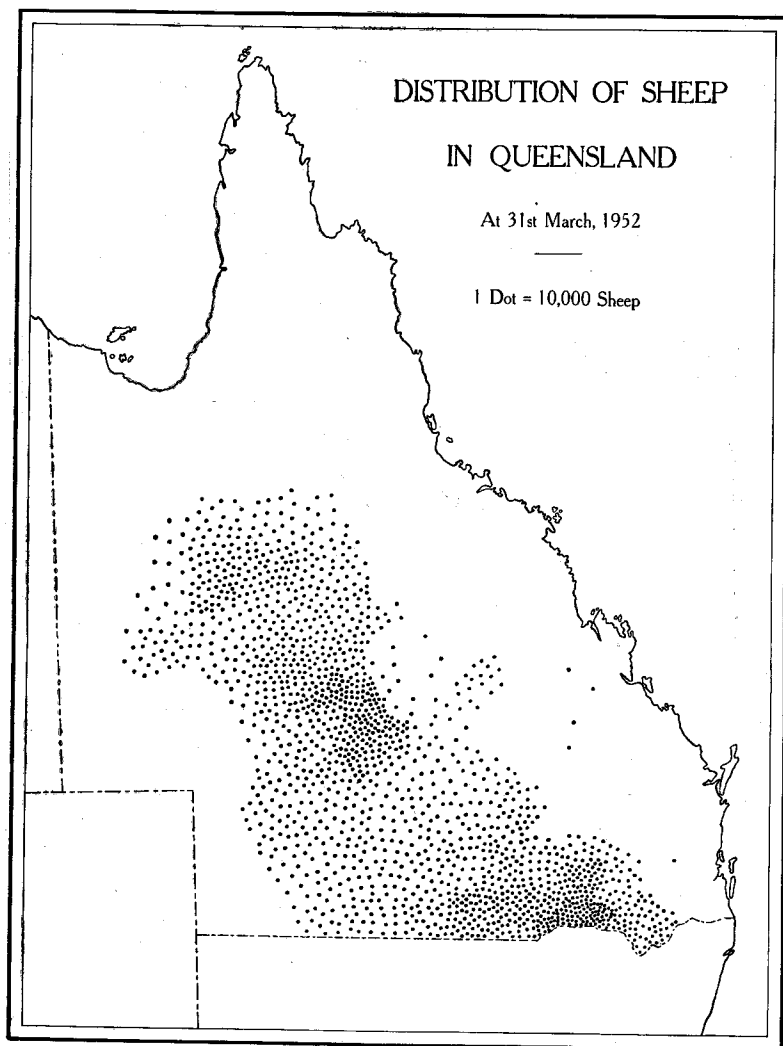 DISTRIBUTION OF SHEEP
IN QUEENSLAND
At 31st March, 1952
1 Dot = 10,000 Sheep